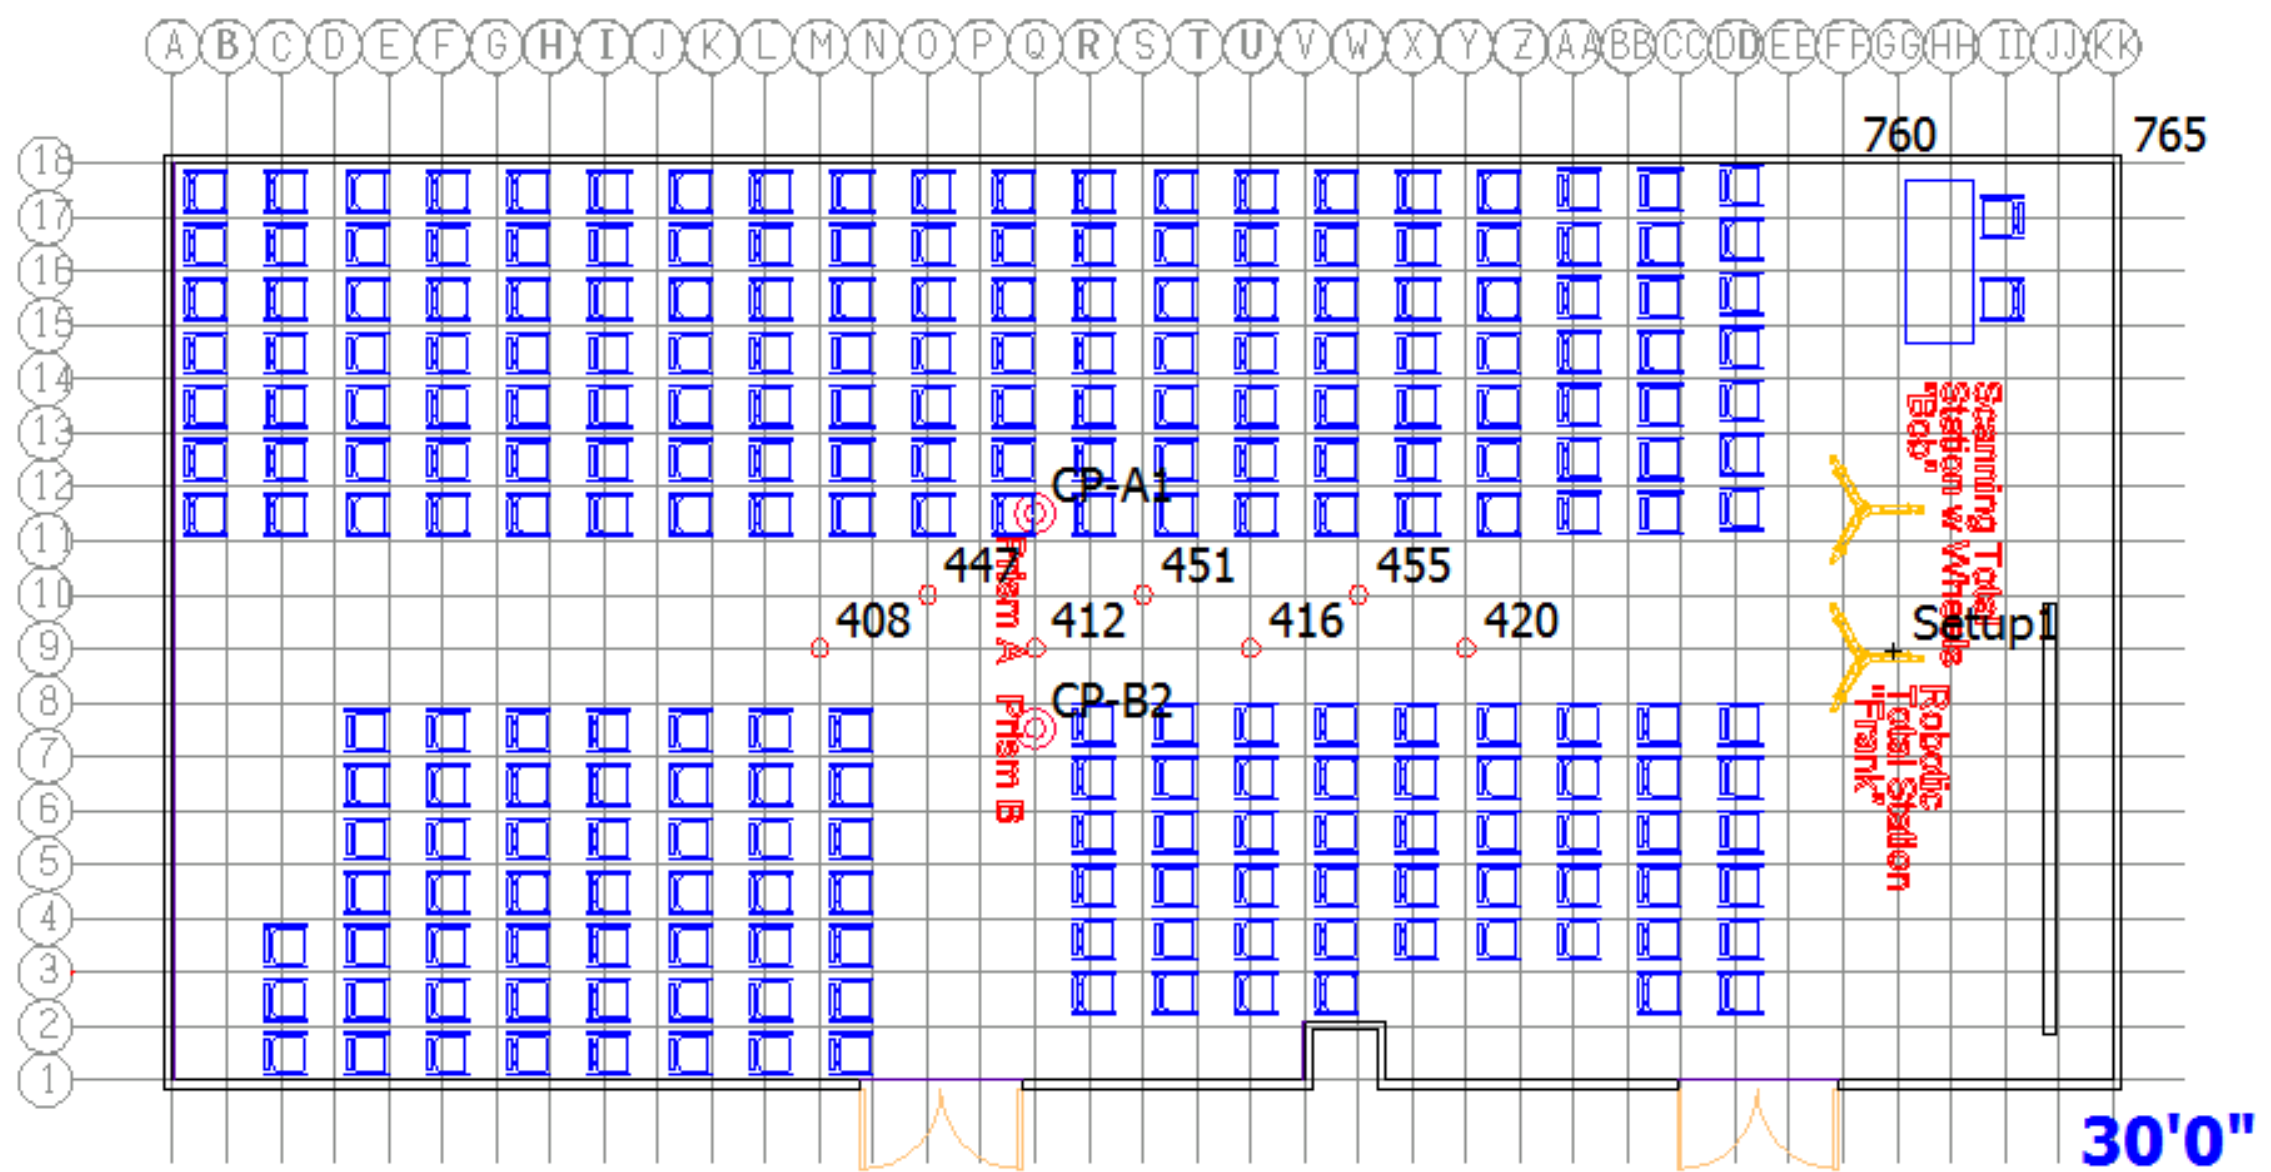 A B C D E F G H I J K L M N O P Q R S T U V W X Y Z AA BB CC DD EE FF GG HH II JJ KK
760 765
18
17
16
15
14
13
12
11
10
9
8
7
6
5
4
3
2
1
CP-A1
447 451 455
408 412 416 420
CP-B2
Prism A
Prism B
Scanning Total
Station w Wheels
"Bob"
Setup1
Robotic
Total Station
"Frank"
30'0"